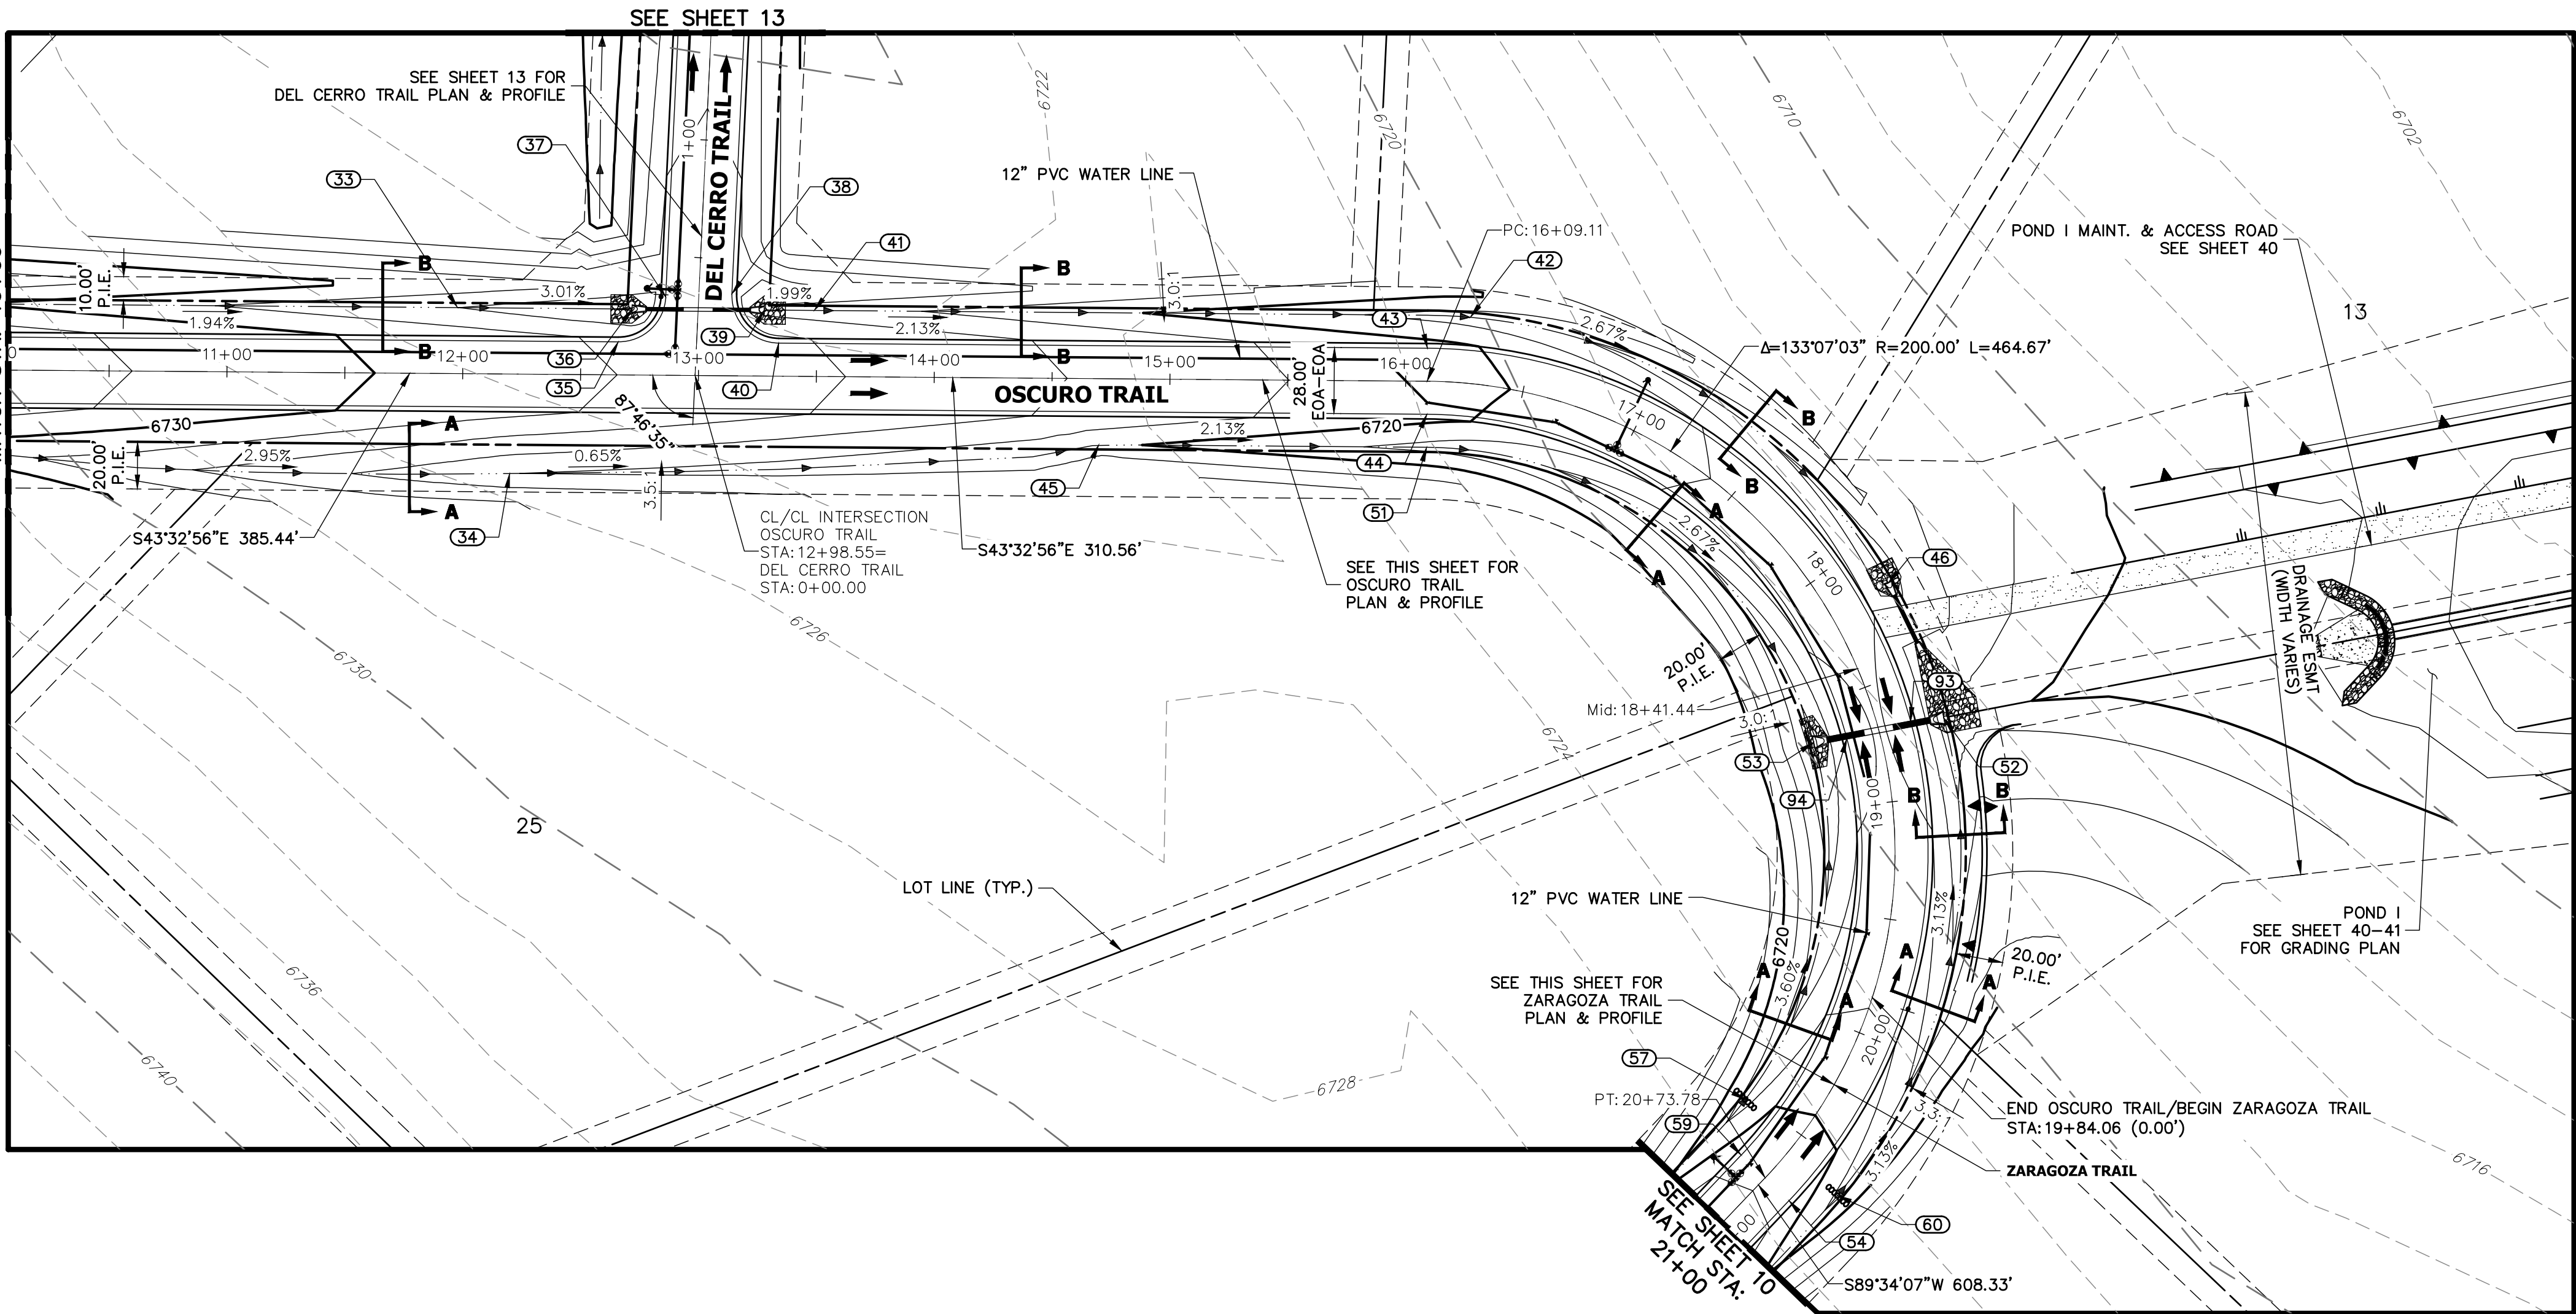 SEE SHEET 13
SEE SHEET 13 FOR
DEL CERRO TRAIL PLAN & PROFILE
37
33
1+00
DEL CERRO TRAIL
38
41
6722
6720
6710
6702
12" PVC WATER LINE
PC:16+09.11
42
POND I MAINT. & ACCESS ROAD
SEE SHEET 40
13
10.00'
P.I.E.
B
B
3.01%
1.94%
1.99%
2.13%
3.0:1
B
B
43
2.67%
Δ=133°07'03" R=200.00' L=464.67'
11+00
12+00
13+00
14+00
15+00
16+00
17+00
36
35
39
40
28.00'
EOA-EOA
OSCURO TRAIL
87°46'35"
6730
20.00'
P.I.E.
2.95%
0.65%
3.5:1
A
A
2.13%
6720
44
45
51
B
B
A
A
2.67%
34
S43°32'56"E 385.44'
CL/CL INTERSECTION
OSCURO TRAIL
STA:12+98.55=
DEL CERRO TRAIL
STA:0+00.00
S43°32'56"E 310.56'
SEE THIS SHEET FOR
OSCURO TRAIL
PLAN & PROFILE
18+00
46
DRAINAGE ESMT
(WIDTH VARIES)
6726
6730
20.00'
P.I.E.
Mid:18+41.44
3.0:1
6724
93
53
52
94
19+00
B
B
25
LOT LINE (TYP.)
12" PVC WATER LINE
3.13%
POND I
SEE SHEET 40-41
FOR GRADING PLAN
6720
A
A
3.60%
A
A
20.00'
P.I.E.
SEE THIS SHEET FOR
ZARAGOZA TRAIL
PLAN & PROFILE
6736
6740
6728
20+00
57
PT:20+73.78
59
3.3:1
3.13%
END OSCURO TRAIL/BEGIN ZARAGOZA TRAIL
STA:19+84.06 (0.00')
ZARAGOZA TRAIL
6716
60
54
SEE SHEET 10
MATCH STA:
21+00
S89°34'07"W 608.33'